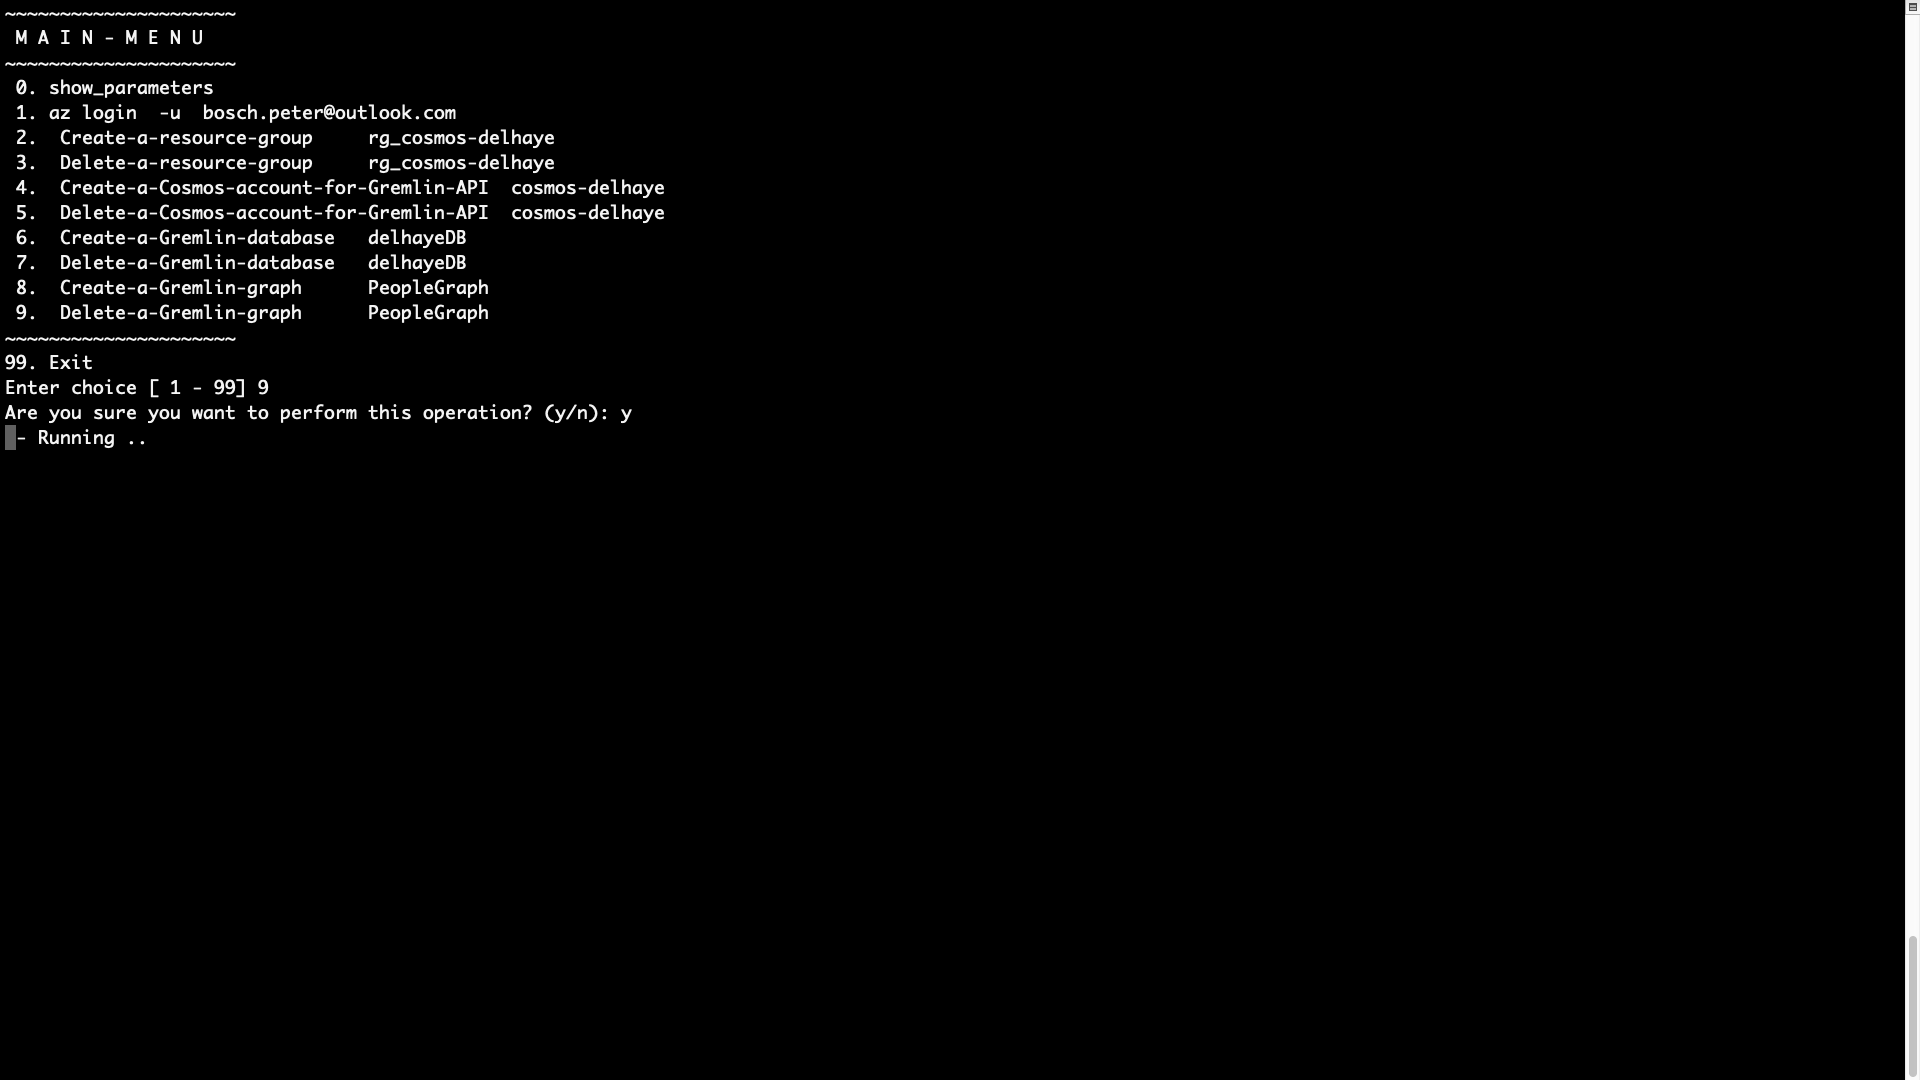 ~~~~~~~~~~~~~~~~~~~~~
 M A I N - M E N U
~~~~~~~~~~~~~~~~~~~~~
 0. show_parameters
 1. az login  -u  bosch.peter@outlook.com
 2.  Create-a-resource-group     rg_cosmos-delhaye
 3.  Delete-a-resource-group     rg_cosmos-delhaye
 4.  Create-a-Cosmos-account-for-Gremlin-API  cosmos-delhaye
 5.  Delete-a-Cosmos-account-for-Gremlin-API  cosmos-delhaye
 6.  Create-a-Gremlin-database   delhayeDB
 7.  Delete-a-Gremlin-database   delhayeDB
 8.  Create-a-Gremlin-graph      PeopleGraph
 9.  Delete-a-Gremlin-graph      PeopleGraph
~~~~~~~~~~~~~~~~~~~~~
99. Exit
Enter choice [ 1 - 99] 9
Are you sure you want to perform this operation? (y/n): y
 - Running ..